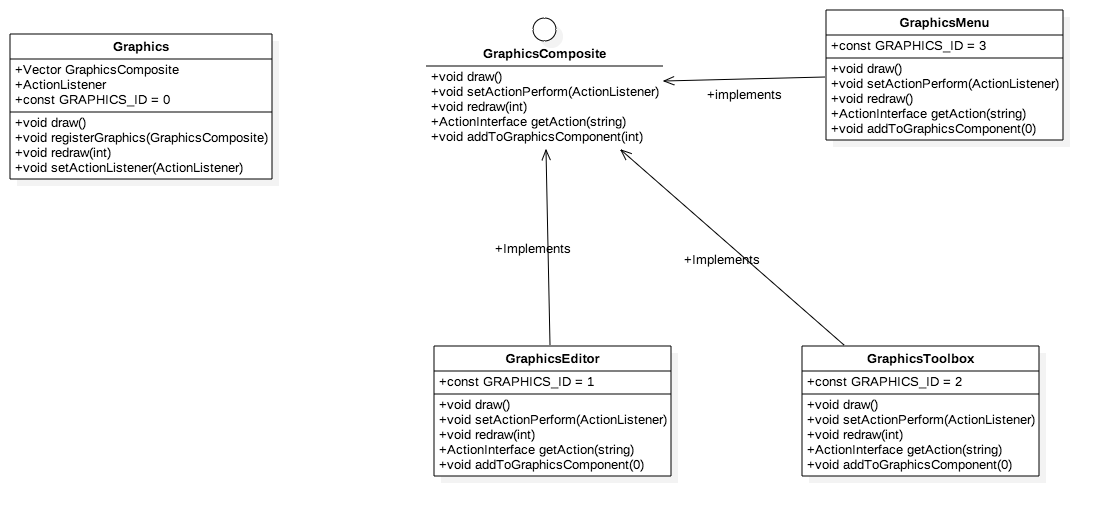 Graphics
+Vector GraphicsComposite
+ActionListener
+const GRAPHICS_ID = 0
+void draw()
+void registerGraphics(GraphicsComposite)
+void redraw(int)
+void setActionListener(ActionListener)
GraphicsComposite
+void draw()
+void setActionPerform(ActionListener)
+void redraw(int)
+ActionInterface getAction(string)
+void addToGraphicsComponent(int)
+implements
GraphicsMenu
+const GRAPHICS_ID = 3
+void draw()
+void setActionPerform(ActionListener)
+void redraw()
+ActionInterface getAction(string)
+void addToGraphicsComponent(0)
+Implements
+Implements
GraphicsEditor
+const GRAPHICS_ID = 1
+void draw()
+void setActionPerform(ActionListener)
+void redraw(int)
+ActionInterface getAction(string)
+void addToGraphicsComponent(0)
GraphicsToolbox
+const GRAPHICS_ID = 2
+void draw()
+void setActionPerform(ActionListener)
+void redraw(int)
+ActionInterface getAction(string)
+void addToGraphicsComponent(0)